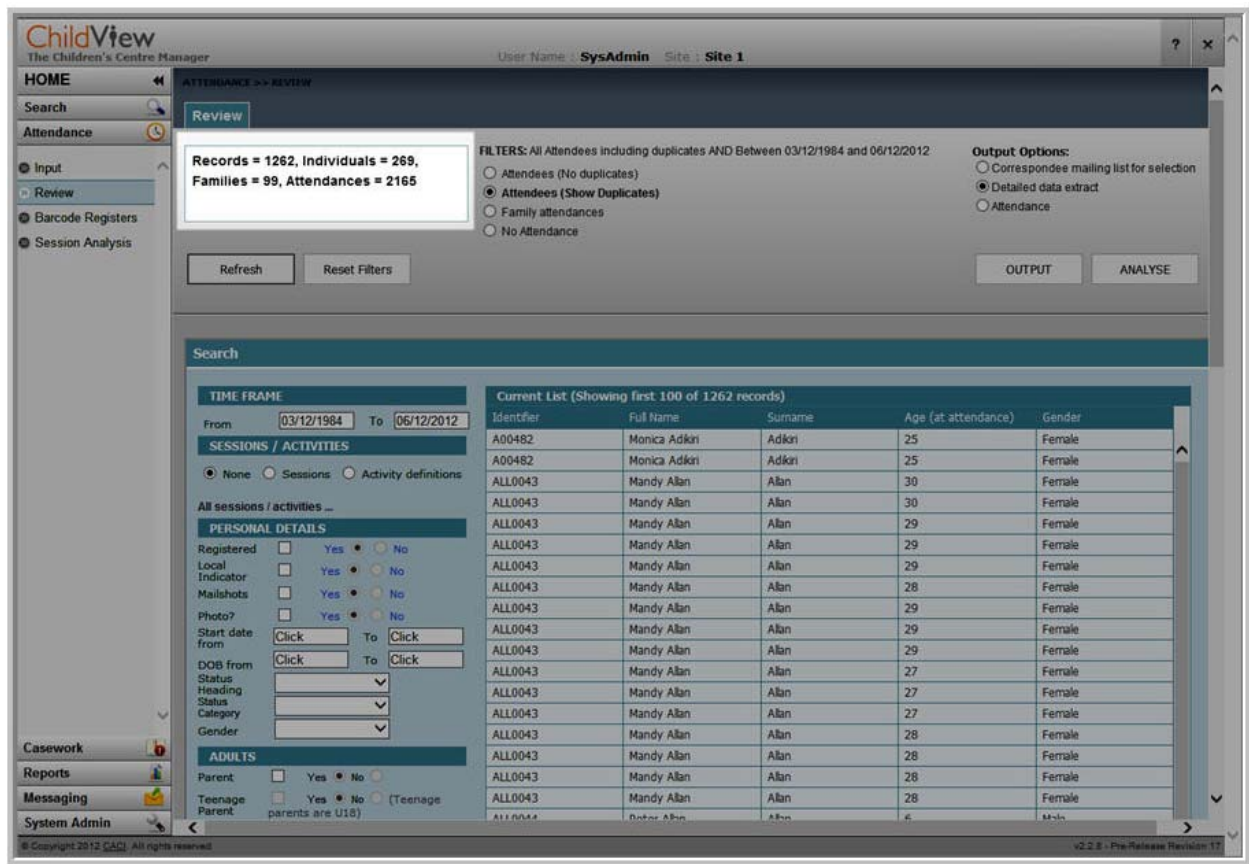 ChildView
The Children's Centre Manager
User Name : SysAdmin Site : Site 1
? ×
HOME
Search
Attendance
Input
Review
Barcode Registers
Session Analysis
Casework
Reports
Messaging
System Admin
ATTENDANCE >> REVIEW
Review
Records = 1262, Individuals = 269,
Families = 99, Attendances = 2165
FILTERS: All Attendees including duplicates AND Between 03/12/1984 and 06/12/2012
Attendees (No duplicates)
Attendees (Show Duplicates)
Family attendances
No Attendance
Output Options:
Correspondee mailing list for selection
Detailed data extract
Attendance
Refresh Reset Filters
OUTPUT ANALYSE
Search
TIME FRAME
From 03/12/1984 To 06/12/2012
SESSIONS / ACTIVITIES
None Sessions Activity definitions
All sessions / activities ...
PERSONAL DETAILS
Registered Yes No
Local
Indicator Yes No
Mailshots Yes No
Photo? Yes No
Start date
from Click To Click
DOB from Click To Click
Status
Heading
Status
Category
Gender
ADULTS
Parent Yes No
Teenage
Parent Yes No (Teenage
parents are U18)
Current List (Showing first 100 of 1262 records)
Identifier Full Name Surname Age (at attendance) Gender
A00482 Monica Adikiri Adikiri 25 Female
A00482 Monica Adikiri Adikiri 25 Female
ALL0043 Mandy Allan Allan 30 Female
ALL0043 Mandy Allan Allan 30 Female
ALL0043 Mandy Allan Allan 29 Female
ALL0043 Mandy Allan Allan 29 Female
ALL0043 Mandy Allan Allan 29 Female
ALL0043 Mandy Allan Allan 28 Female
ALL0043 Mandy Allan Allan 29 Female
ALL0043 Mandy Allan Allan 29 Female
ALL0043 Mandy Allan Allan 29 Female
ALL0043 Mandy Allan Allan 27 Female
ALL0043 Mandy Allan Allan 27 Female
ALL0043 Mandy Allan Allan 27 Female
ALL0043 Mandy Allan Allan 28 Female
ALL0043 Mandy Allan Allan 28 Female
ALL0043 Mandy Allan Allan 28 Female
ALL0043 Mandy Allan Allan 28 Female
ALL0044 Allan Allan 6 Male
© Copyright 2012 CACI. All rights reserved
v2.2.8 - Pre-Release Revision 17